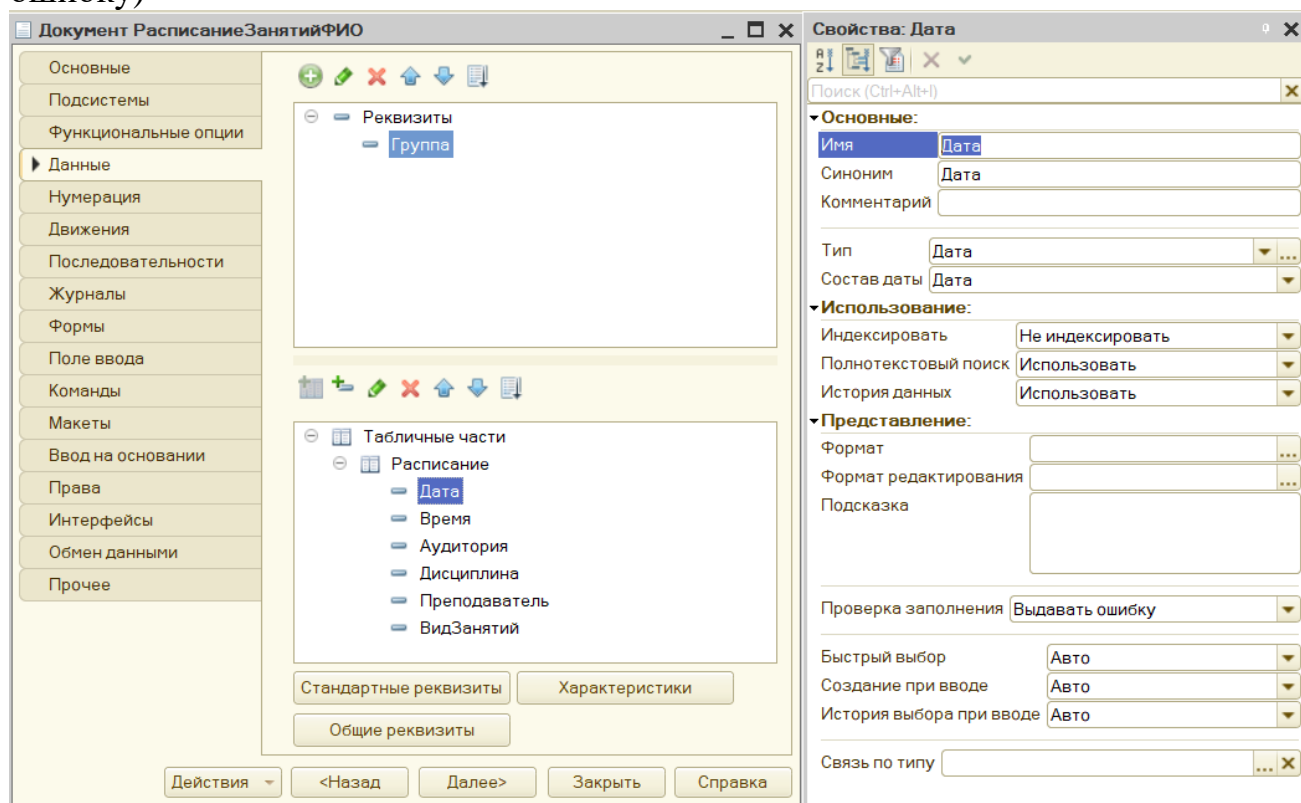 ошибку)
Документ РасписаниеЗанятийФИО
Основные
Подсистемы
Функциональные опции
Данные
Нумерация
Движения
Последовательности
Журналы
Формы
Поле ввода
Команды
Макеты
Ввод на основании
Права
Интерфейсы
Обмен данными
Прочее
Реквизиты
Группа
Табличные части
Расписание
Дата
Время
Аудитория
Дисциплина
Преподаватель
ВидЗанятий
Стандартные реквизиты Характеристики
Общие реквизиты
Действия <Назад Далее> Закрыть Справка
Свойства: Дата
Поиск (Ctrl+Alt+I)
Основные:
Имя Дата
Синоним Дата
Комментарий
Тип Дата ...
Состав даты Дата
Использование:
Индексировать Не индексировать
Полнотекстовый поиск Использовать
История данных Использовать
Представление:
Формат ...
Формат редактирования ...
Подсказка
Проверка заполнения Выдавать ошибку
Быстрый выбор Авто
Создание при вводе Авто
История выбора при вводе Авто
Связь по типу ...